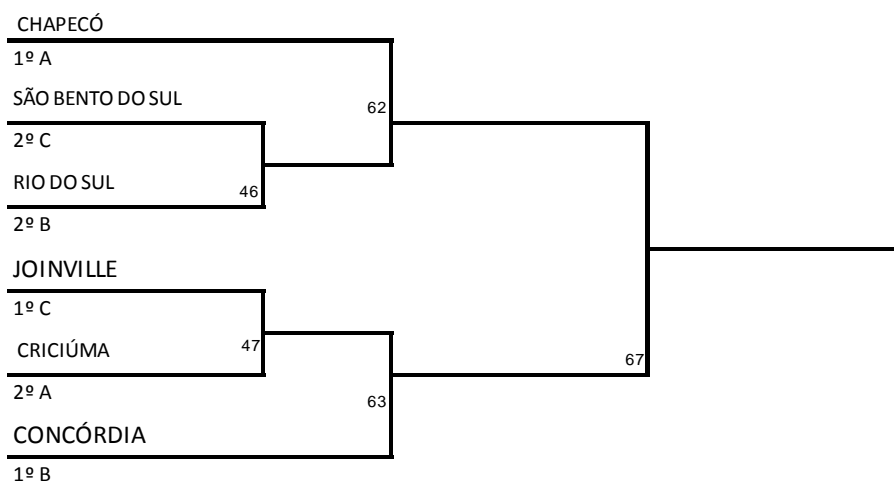 CHAPECÓ
1º A
SÃO BENTO DO SUL
62
2º C
RIO DO SUL
46
2º B
JOINVILLE
1º C
CRICIÚMA
47
67
2º A
63
CONCÓRDIA
1º B